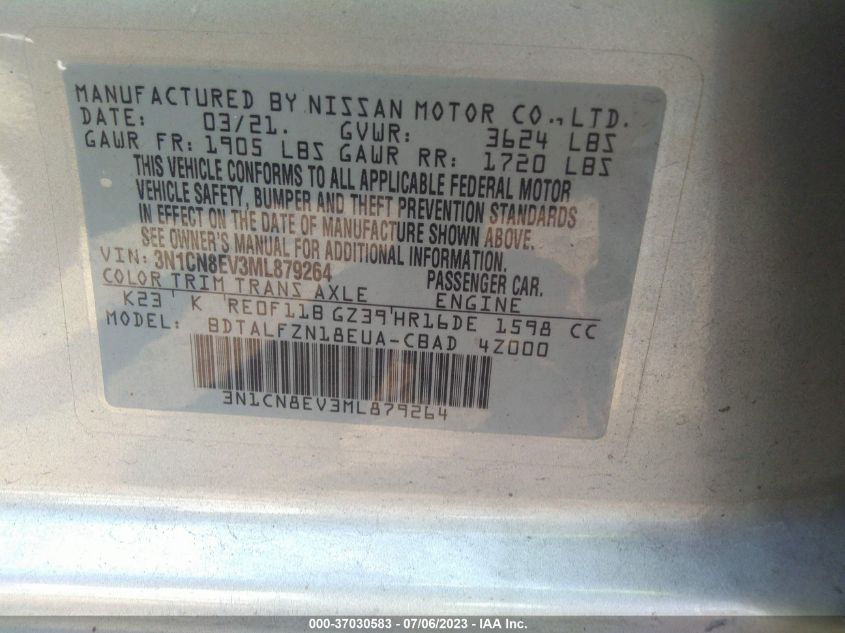 MANUFACTURED BY NISSAN MOTOR CO., LTD.
DATE: 03/21. GVWR: 3624 LBS
GAWR FR: 1905 LBS GAWR RR: 1720 LBS
THIS VEHICLE CONFORMS TO ALL APPLICABLE FEDERAL MOTOR
VEHICLE SAFETY, BUMPER AND THEFT PREVENTION STANDARDS
IN EFFECT ON THE DATE OF MANUFACTURE SHOWN ABOVE.
SEE OWNER'S MANUAL FOR ADDITIONAL INFORMATION.
VIN: 3N1CN8EV3ML879264 PASSENGER CAR.
COLOR TRIM TRANS AXLE ENGINE
K23 K RE0F11B GZ39 HR16DE 1598 CC
MODEL: BDTALFZN18EUA-CBAD 4Z000
3N1CN8EV3ML879264
000-37030583 - 07/06/2023 - IAA Inc.